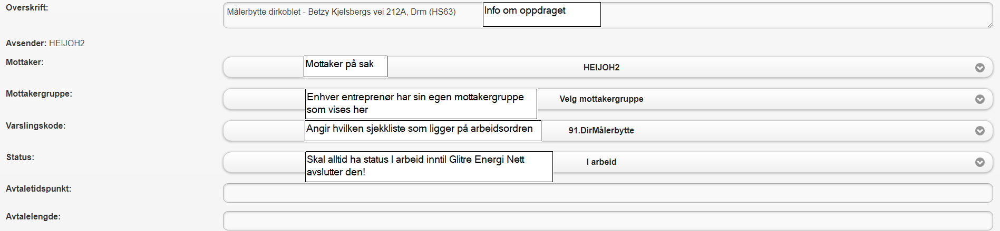 Overskrift:
Målerbytte dirkoblet - Betzy Kjelsbergs vei 212A, Drm (HS63)
Info om oppdraget
Avsender: HEIJOH2
Mottaker:
Mottaker på sak
HEIJOH2
Mottakergruppe:
Enhver entreprenør har sin egen mottakergruppe
som vises her
Velg mottakergruppe
Varslingskode:
Angir hvilken sjekkliste som ligger på arbeidsordren
91.DirMålerbytte
Status:
Skal alltid ha status I arbeid inntil Glitre Energi Nett
avslutter den!
I arbeid
Avtaletidspunkt:
Avtalelengde: